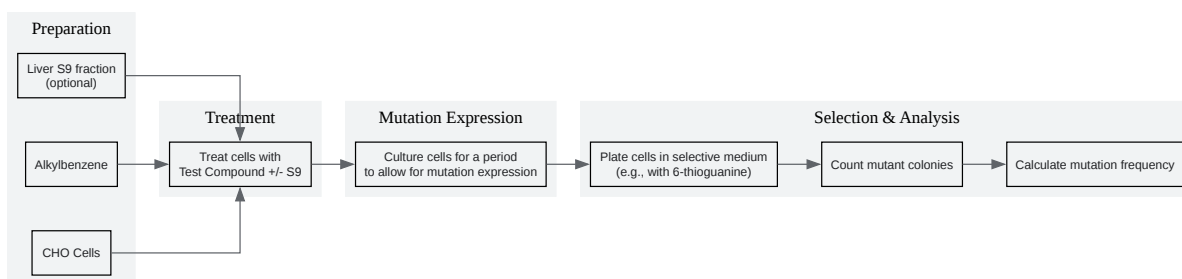 Preparation
Liver S9 fraction
(optional)
Alkylbenzene
CHO Cells
Treatment
Treat cells with
Test Compound +/- S9
Mutation Expression
Culture cells for a period
to allow for mutation expression
Selection & Analysis
Plate cells in selective medium
(e.g., with 6-thioguanine)
Count mutant colonies
Calculate mutation frequency